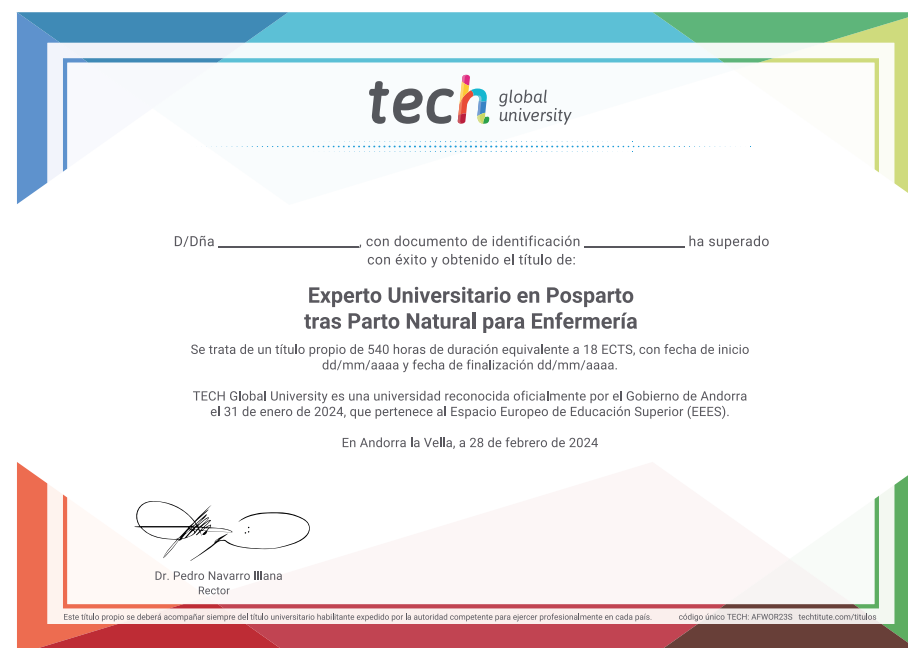 tech global university
D/Dña ______________, con documento de identificación ______________ ha superado
con éxito y obtenido el título de:
Experto Universitario en Posparto
tras Parto Natural para Enfermería
Se trata de un título propio de 540 horas de duración equivalente a 18 ECTS, con fecha de inicio
dd/mm/aaaa y fecha de finalización dd/mm/aaaa.
TECH Global University es una universidad reconocida oficialmente por el Gobierno de Andorra
el 31 de enero de 2024, que pertenece al Espacio Europeo de Educación Superior (EEES).
En Andorra la Vella, a 28 de febrero de 2024
Dr. Pedro Navarro Illana
Rector
Este título propio se deberá acompañar siempre del título universitario habilitante expedido por la autoridad competente para ejercer profesionalmente en cada país. código único TECH: AFWOR23S techtitute.com/titulos